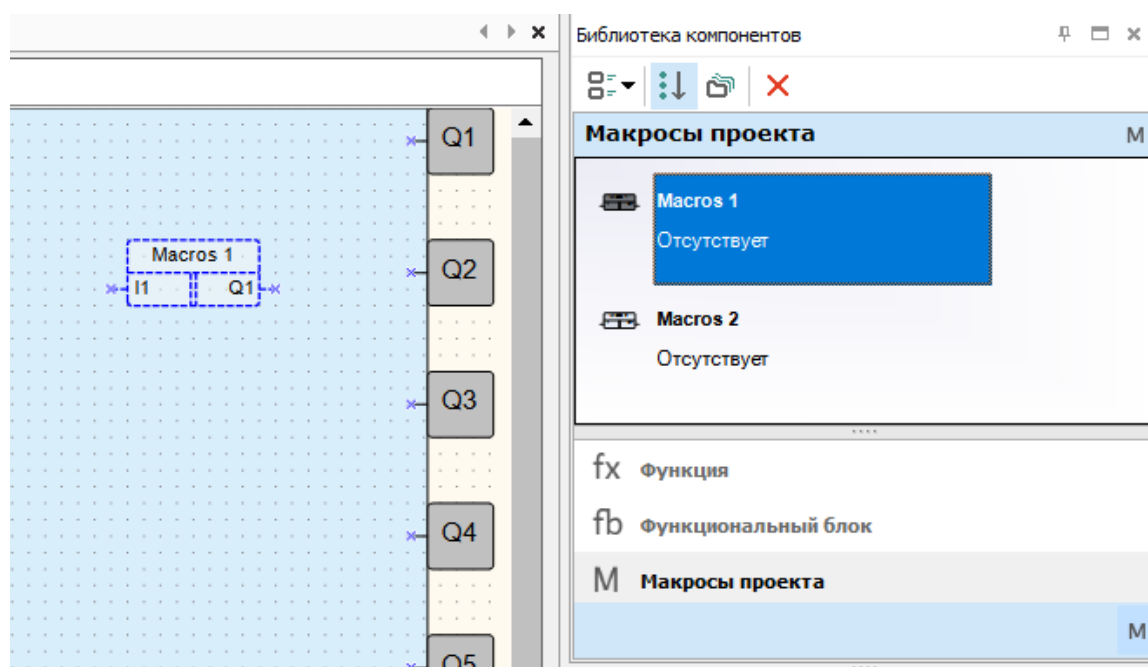 Библиотека компонентов
Макросы проекта M
Q1
Macros 1
I1 Q1
Q2
Q3
Q4
Q5
Macros 1
Отсутствует
Macros 2
Отсутствует
fx Функция
fb Функциональный блок
M Макросы проекта
M